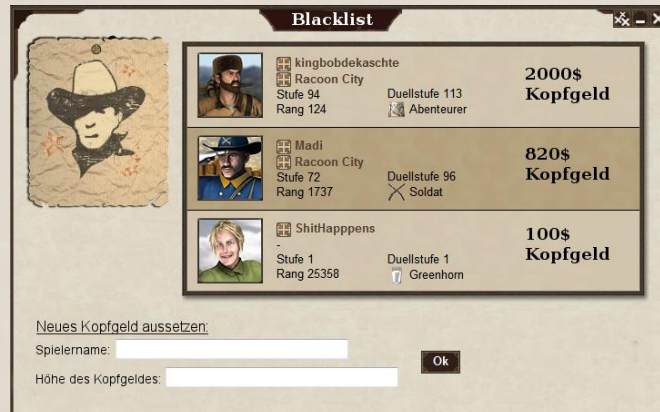 Blacklist
kingbobdekaschte
Racoon City
Stufe 94 Duellstufe 113
Rang 124 Abenteurer
2000$
Kopfgeld
Madi
Racoon City
Stufe 72 Duellstufe 96
Rang 1737 Soldat
820$
Kopfgeld
ShitHapppens
-
Stufe 1 Duellstufe 1
Rang 25358 Greenhorn
100$
Kopfgeld
Neues Kopfgeld aussetzen:
Spielername:
Höhe des Kopfgeldes:
Ok